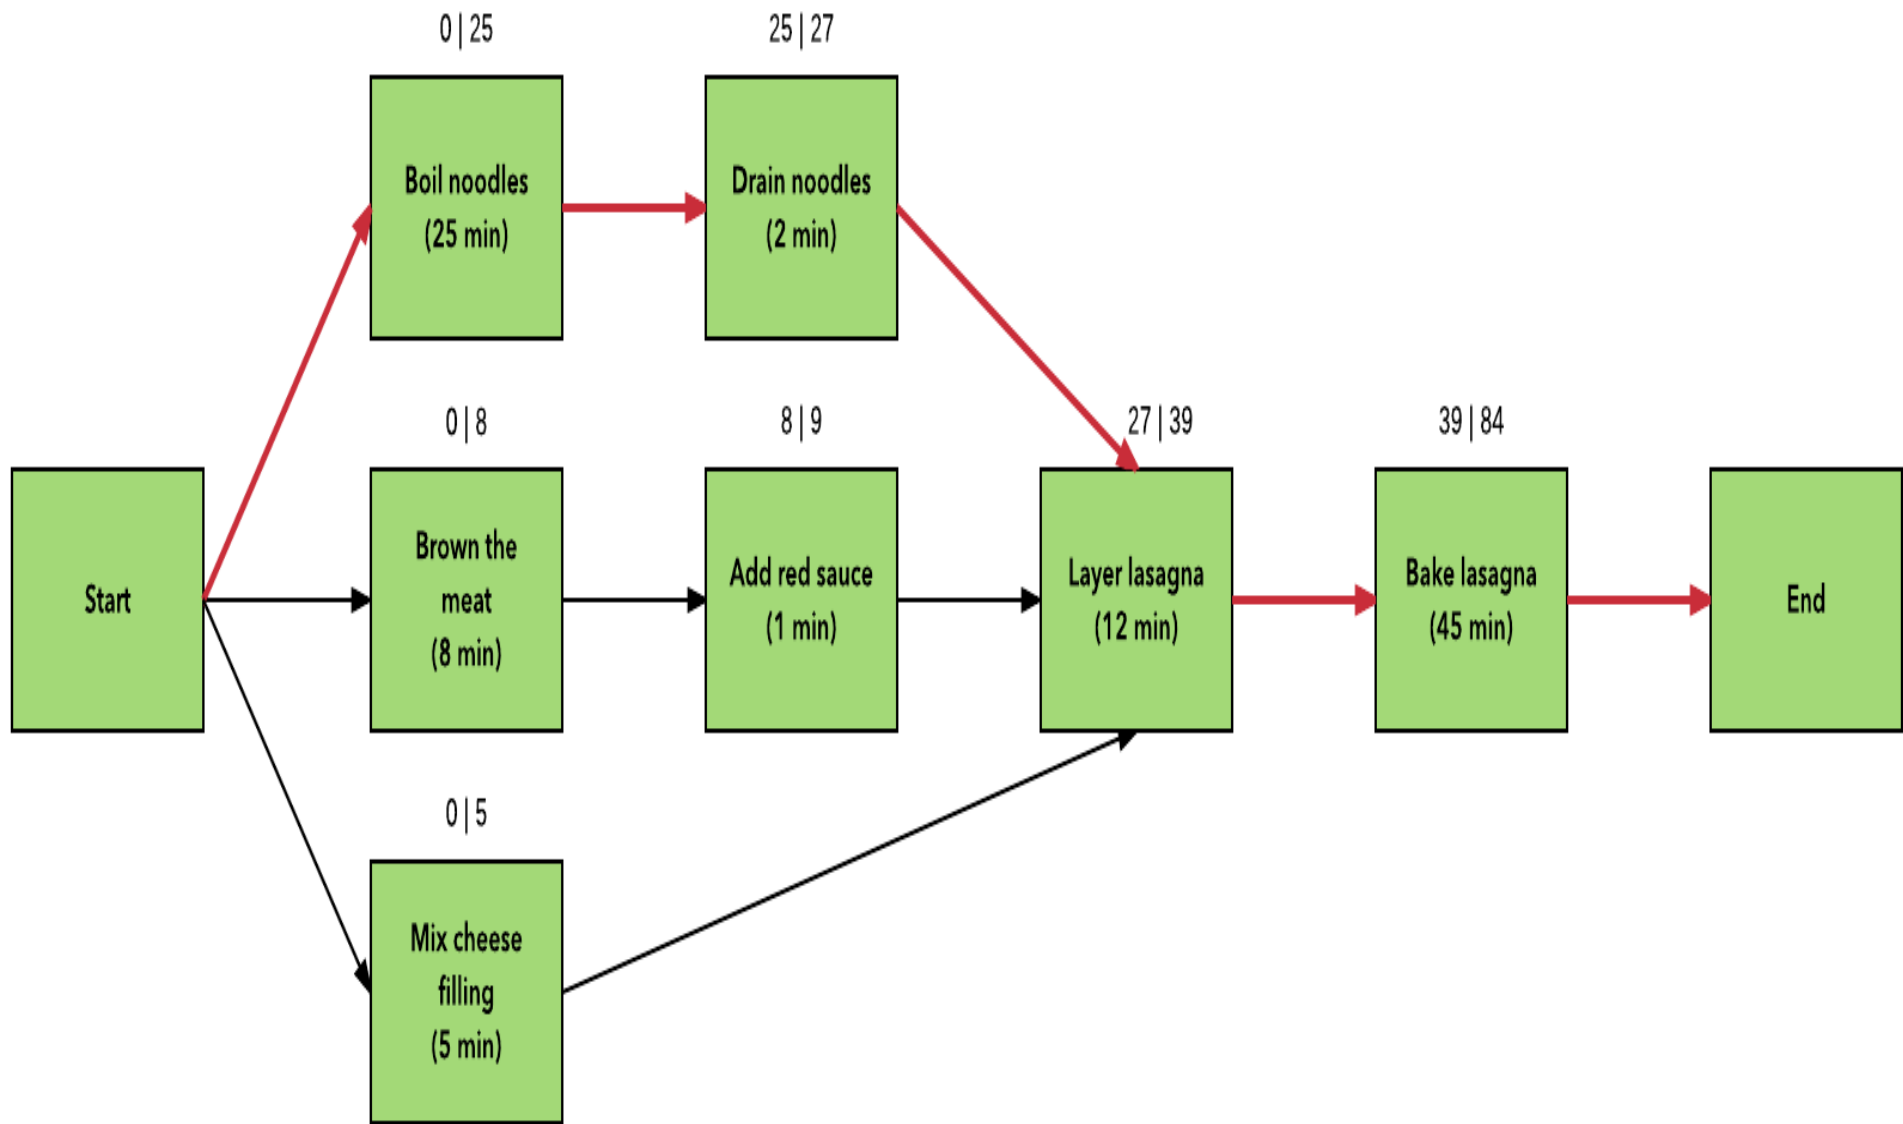 0 | 25
25 | 27
Boil noodles
(25 min)
Drain noodles
(2 min)
0 | 8
8 | 9
27 | 39
39 | 84
Start
Brown the
meat
(8 min)
Add red sauce
(1 min)
Layer lasagna
(12 min)
Bake lasagna
(45 min)
End
0 | 5
Mix cheese
filling
(5 min)